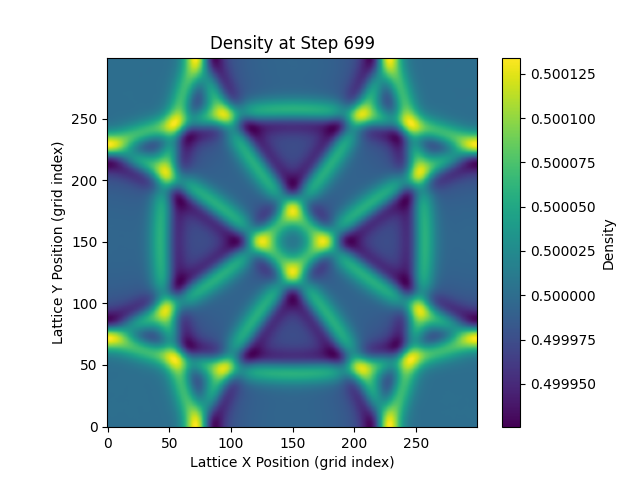 Density at Step 699
Lattice Y Position (grid index)
250
200
150
100
50
0
0 50 100 150 200 250
Lattice X Position (grid index)
0.500125
0.500100
0.500075
0.500050
0.500025
0.500000
0.499975
0.499950
Density